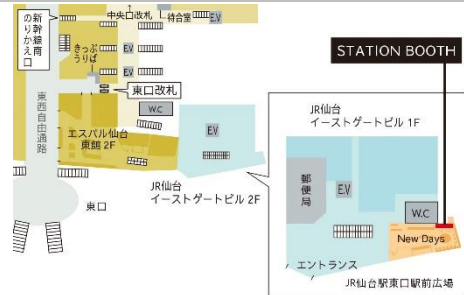 中央口改札
待合室
E.V
新幹線南
のりかえ口
きっぷ
うりば
E.V
E.V
東口改札
W.C
E.V
東西自由通路
エスパル仙台
東館 2F
JR仙台
イーストゲートビル 2F
東口
STATION BOOTH
JR仙台
イーストゲートビル 1F
郵便局
E.V
W.C
New Days
エントランス
JR仙台駅東口駅前広場